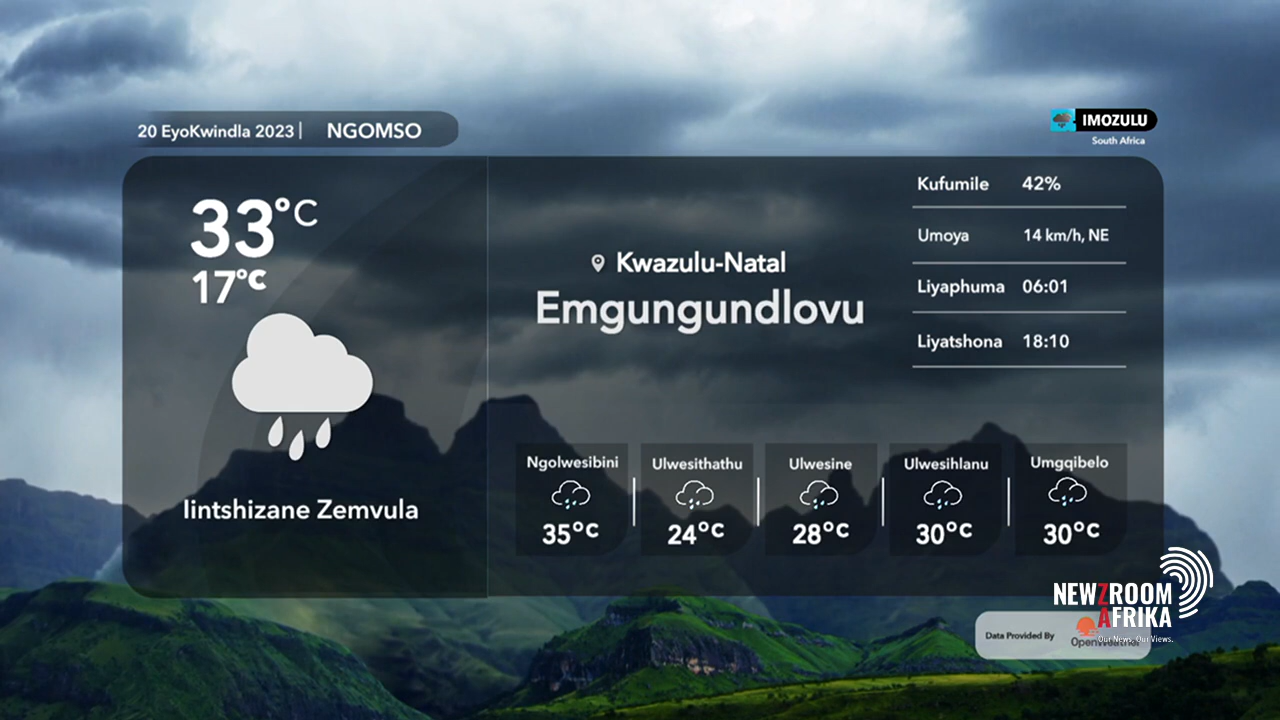 20 EyoKwindla 2023 | NGOMSO
IMOZULU
South Africa
33°C
17°C
Iintshizane Zemvula
Kwazulu-Natal
Emgungundlovu
Kufumile 42%
Umoya 14 km/h, NE
Liyaphuma 06:01
Liyatshona 18:10
Ngolwesibini Ulwesithathu Ulwesine Ulwesihlanu Umgqibelo
35°C 24°C 28°C 30°C 30°C
NEWZROOM
AFRIKA
Our News, Our Views.
Data Provided By
OpenWeather